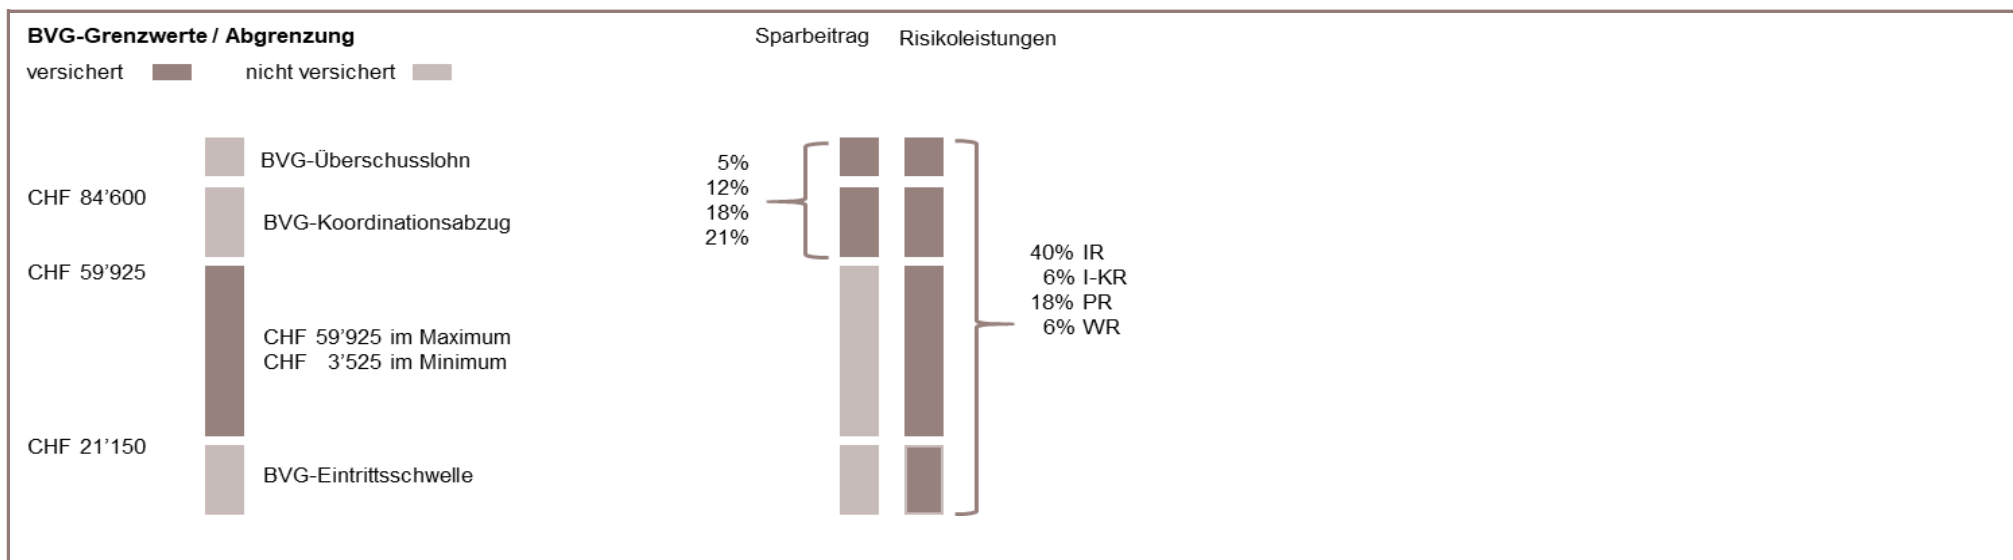 BVG-Grenzwerte / Abgrenzung
Sparbeitrag
Risikoleistungen
versichert
nicht versichert
BVG-Überschusslohn
CHF 84’600
BVG-Koordinationsabzug
CHF 59’925
CHF 59’925 im Maximum
CHF 3’525 im Minimum
CHF 21’150
BVG-Eintrittsschwelle
5%
12%
18%
21%
40% IR
6% I-KR
18% PR
6% WR